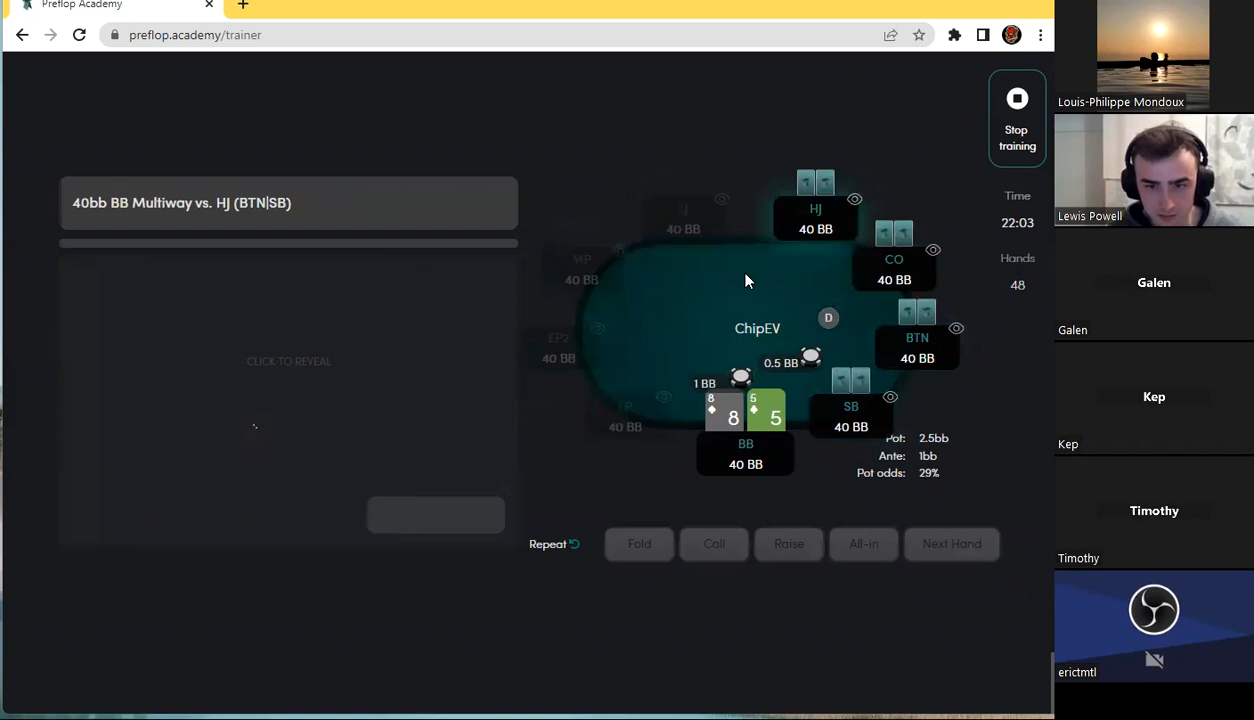 Preflop Academy
preflop.academy/trainer
40bb BB Multiway vs. HJ (BTN|SB)
CLICK TO REVEAL
Stop
training
Time
22:03
Hands
48
HJ
40 BB
40 BB
MP
40 BB
EP2
40 BB
40 BB
CO
40 BB
D
BTN
40 BB
ChipEV
0.5 BB
1 BB
8
8
5
5
SB
40 BB
BB
40 BB
Pot: 2.5bb
Ante: 1bb
Pot odds: 29%
Repeat
Fold
Call
Raise
All-in
Next Hand
Louis-Philippe Mondoux
Lewis Powell
Galen
Galen
Kep
Kep
Timothy
Timothy
erictmtl